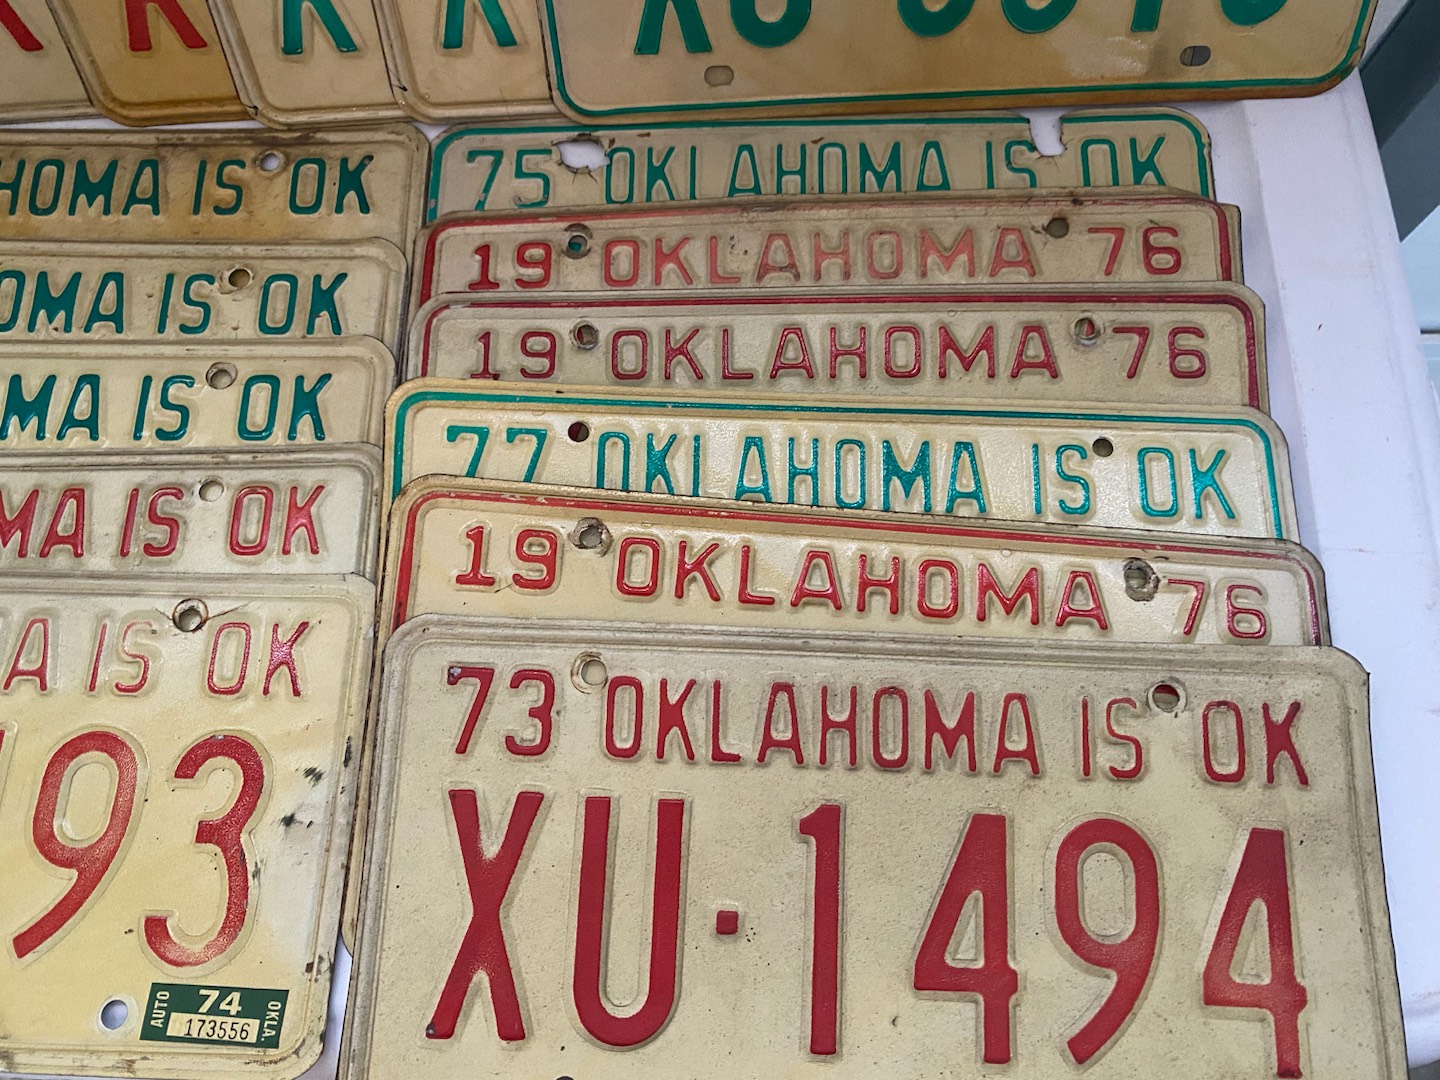 K
K
K
XU
HOMA IS OK
OMA IS OK
MA IS OK
MA IS OK
A IS OK
93
AUTO 74 OKLA.
173556
75 OKLAHOMA IS OK
19 OKLAHOMA 76
19 OKLAHOMA 76
77 OKLAHOMA IS OK
19 OKLAHOMA 76
73 OKLAHOMA IS OK
XU·1494